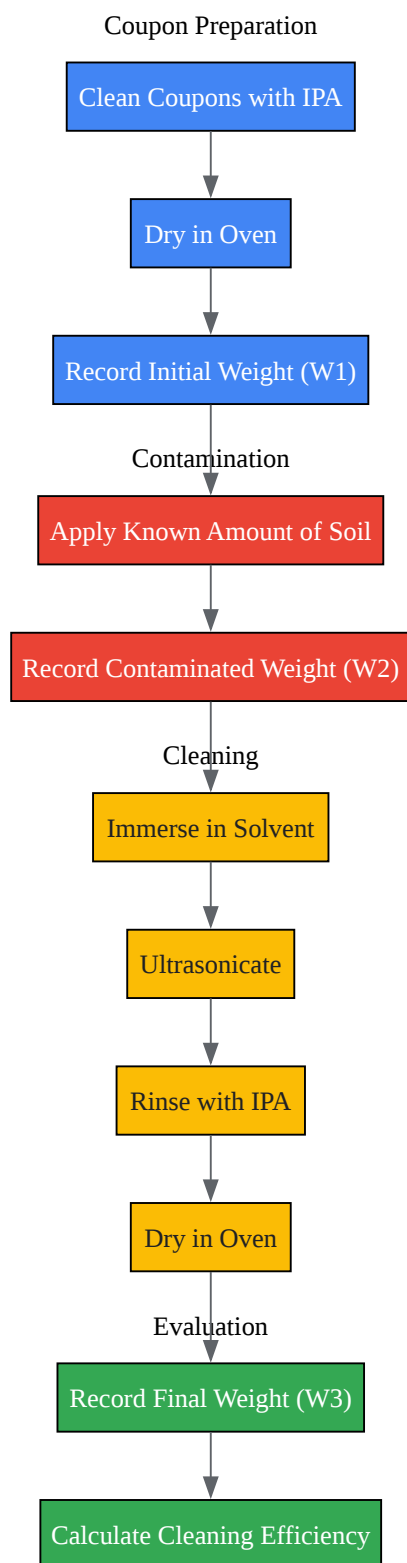 Coupon Preparation
Clean Coupons with IPA
Dry in Oven
Record Initial Weight (W1)
Contamination
Apply Known Amount of Soil
Record Contaminated Weight (W2)
Cleaning
Immerse in Solvent
Ultrasonicate
Rinse with IPA
Dry in Oven
Evaluation
Record Final Weight (W3)
Calculate Cleaning Efficiency